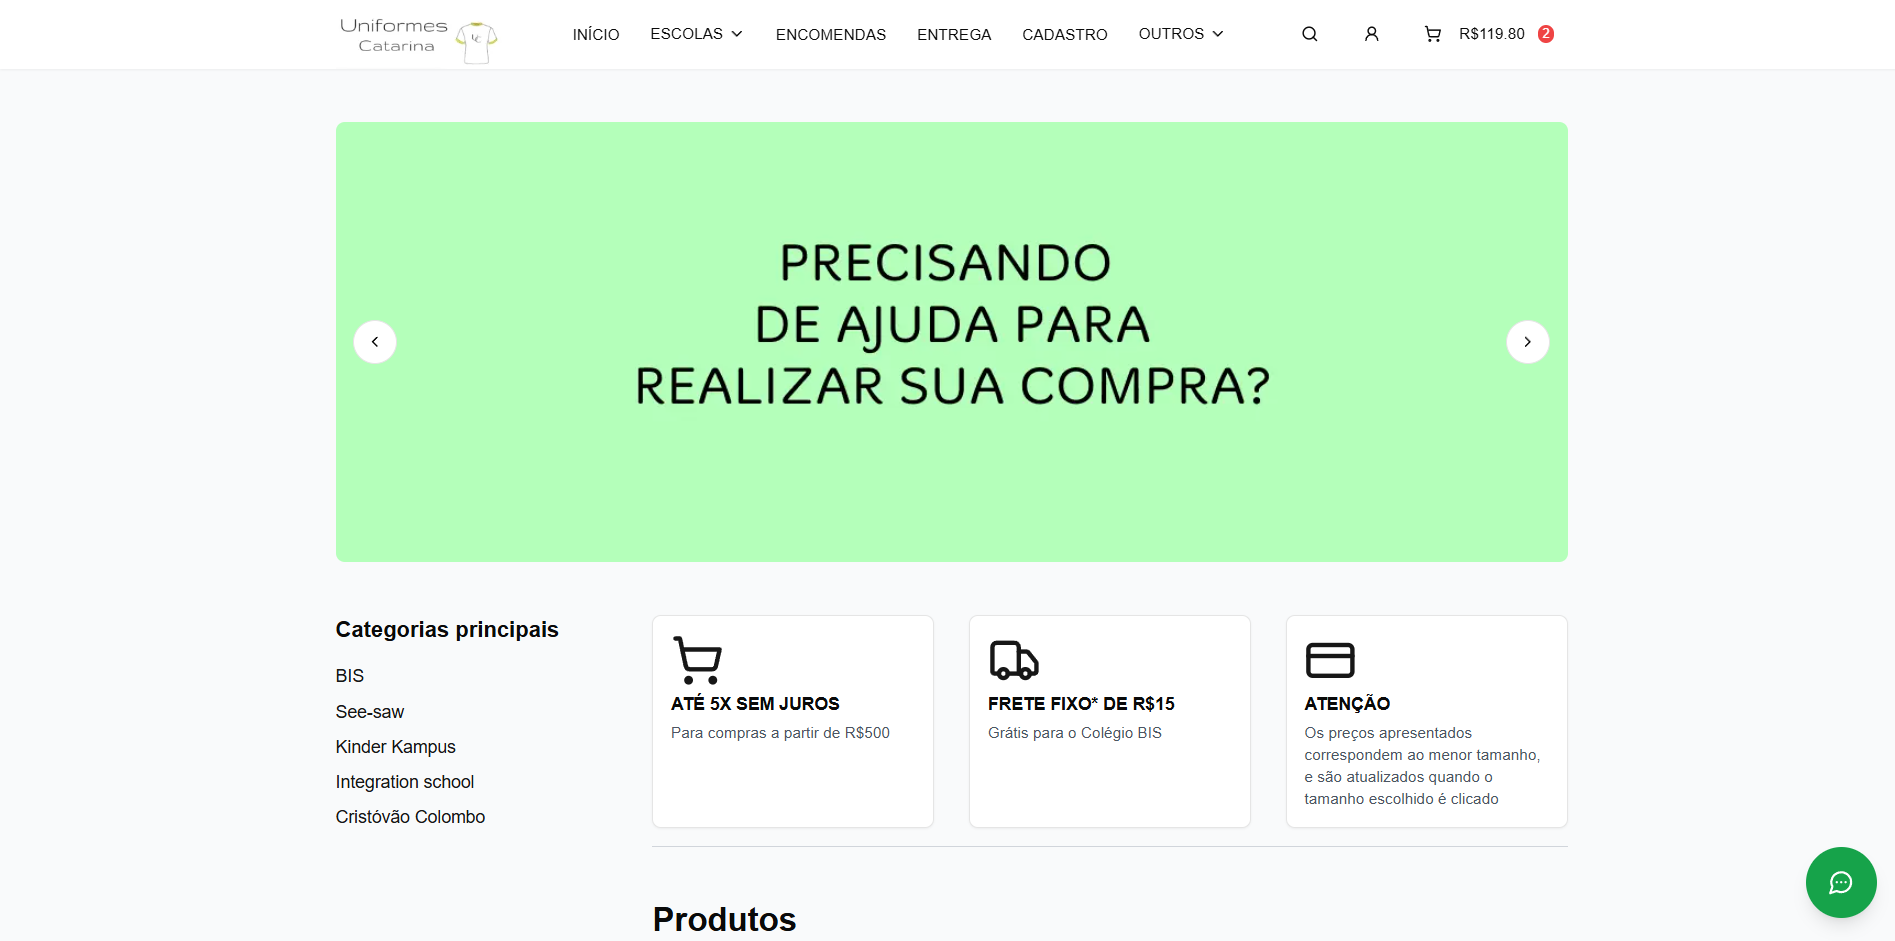 Uniformes
Catarina
UC
INÍCIO
ESCOLAS
ENCOMENDAS
ENTREGA
CADASTRO
OUTROS
R$119.80
2
PRECISANDO
DE AJUDA PARA
REALIZAR SUA COMPRA?
Categorias principais
BIS
See-saw
Kinder Kampus
Integration school
Cristóvão Colombo
ATÉ 5X SEM JUROS
Para compras a partir de R$500
FRETE FIXO* DE R$15
Grátis para o Colégio BIS
ATENÇÃO
Os preços apresentados
correspondem ao menor tamanho,
e são atualizados quando o
tamanho escolhido é clicado
Produtos